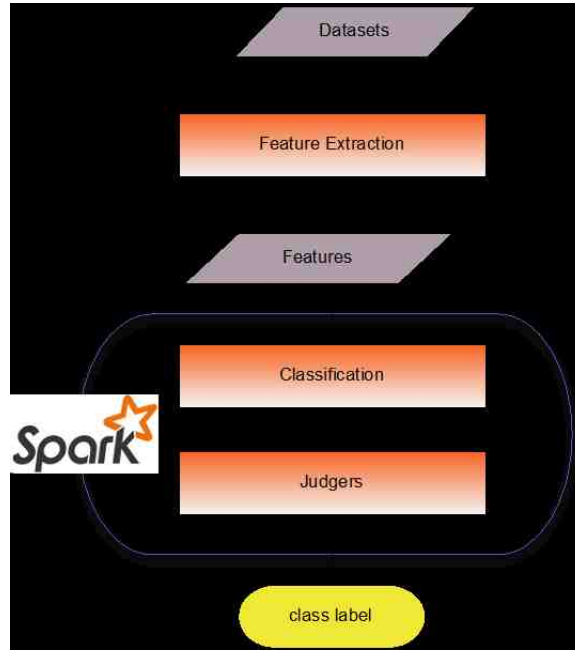 Datasets
Feature Extraction
Features
Classification
Spark
Judgers
class label